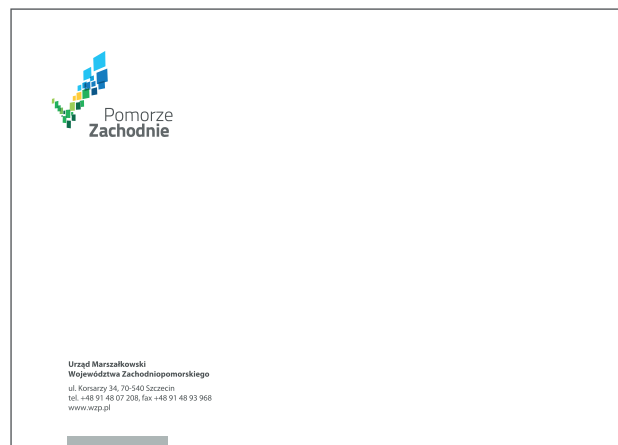 Pomorze
Zachodnie
Urząd Marszałkowski
Województwa Zachodniopomorskiego
ul. Korsarzy 34, 70-540 Szczecin
tel. +48 91 48 07 208, fax +48 91 48 93 968
www.wzp.pl